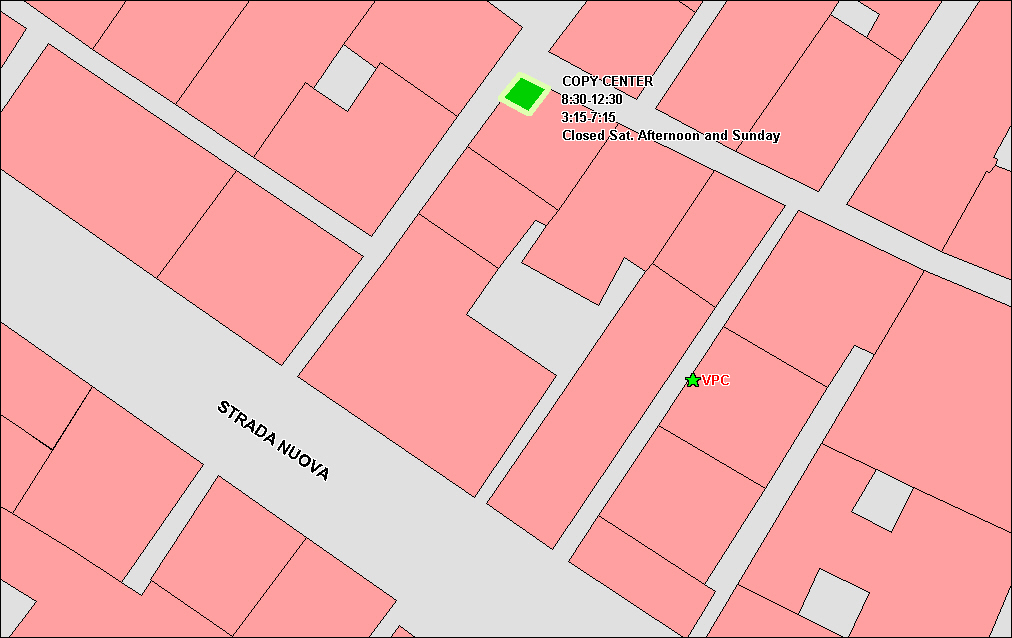 COPY CENTER
8:30-12:30
3:15-7:15
Closed Sat. Afternoon and Sunday
VPC
STRADA NUOVA